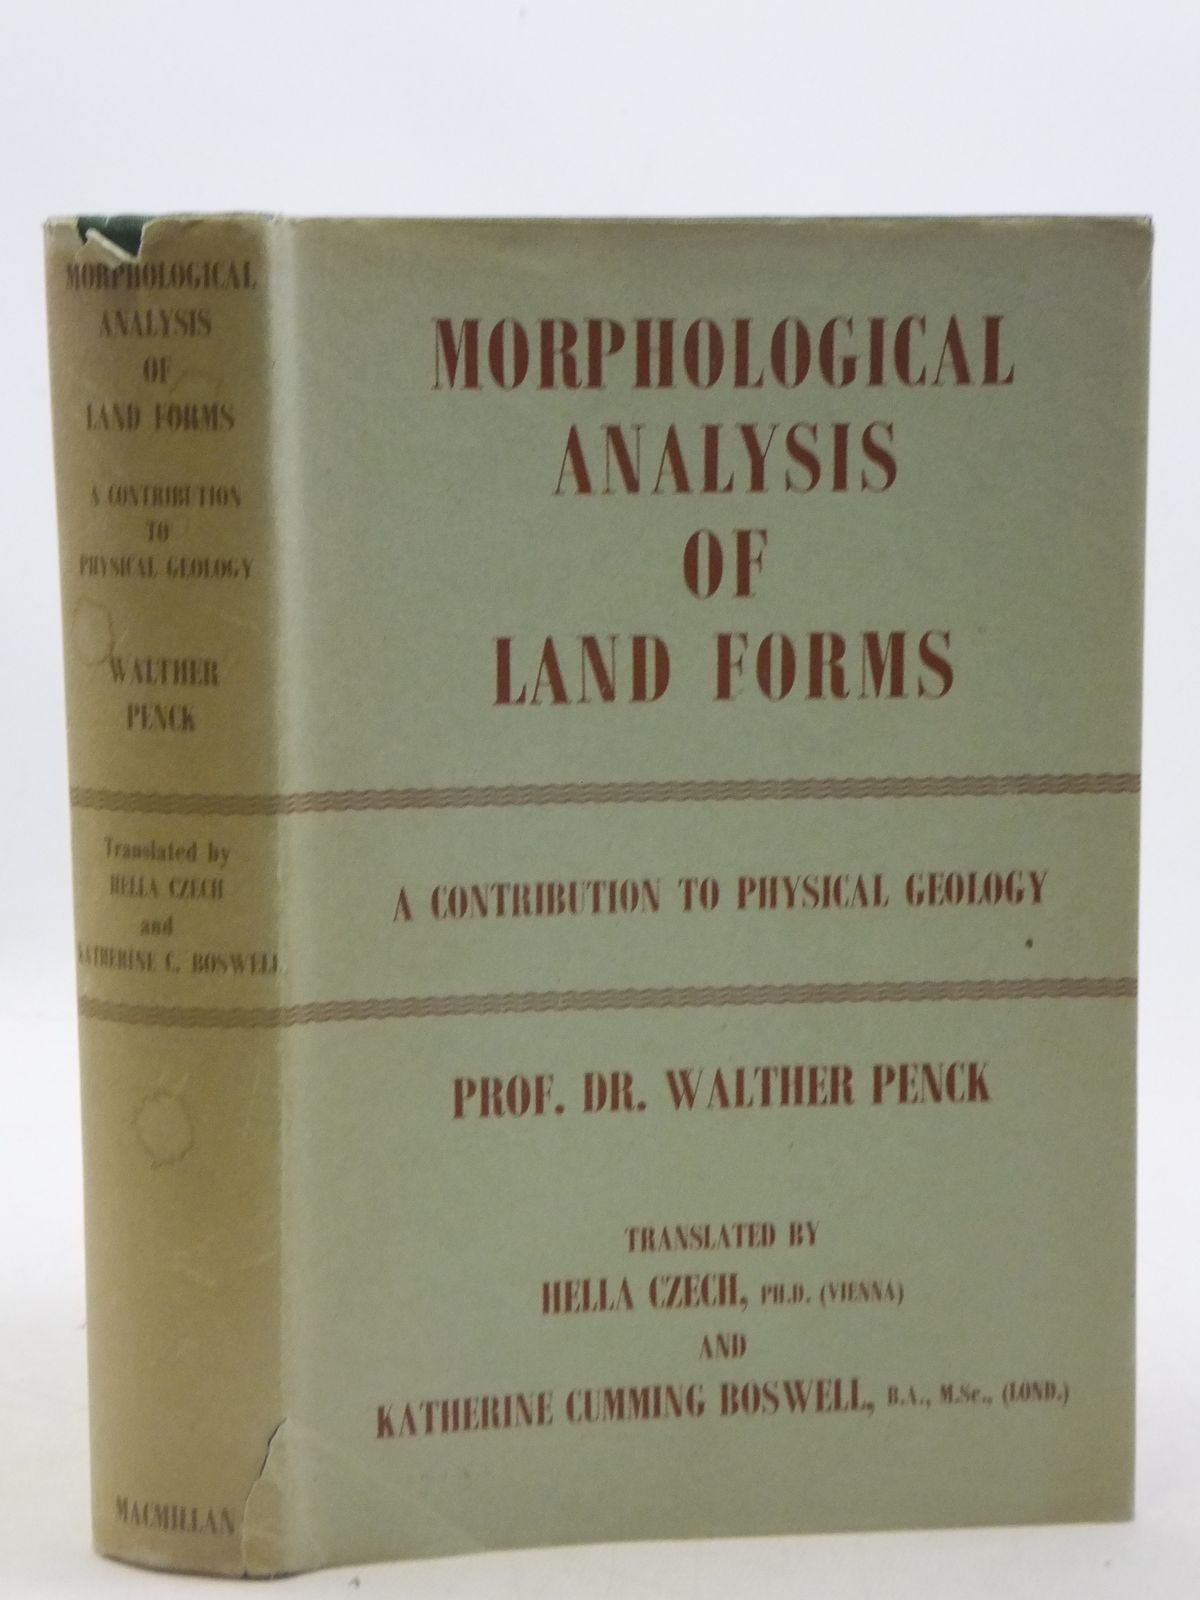 MORPHOLOGICAL
ANALYSIS
OF
LAND FORMS
A CONTRIBUTION
TO
PHYSICAL GEOLOGY
WALTHER
PENCK
Translated by
HELLA CZECH
and
KATHERINE C. BOSWELL
MACMILLAN
MORPHOLOGICAL
ANALYSIS
OF
LAND FORMS
A CONTRIBUTION TO PHYSICAL GEOLOGY
PROF. DR. WALTHER PENCK
TRANSLATED BY
HELLA CZECH, PH.D. (VIENNA)
AND
KATHERINE CUMMING BOSWELL, B.A., M.Sc., (LOND.)